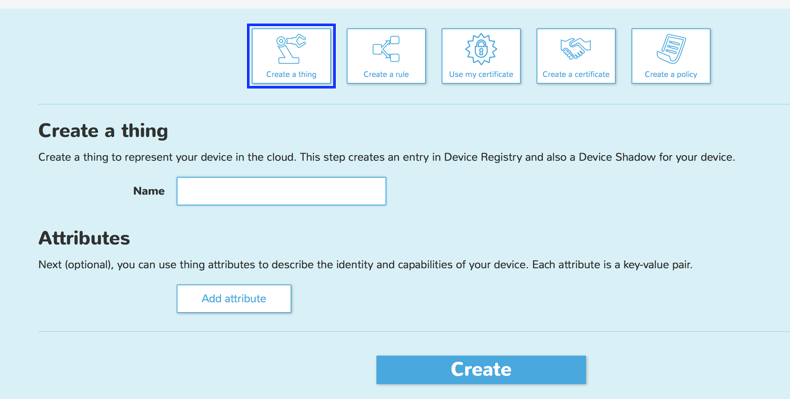 Create a thing
Create a rule
Use my certificate
Create a certificate
Create a policy
Create a thing
Create a thing to represent your device in the cloud. This step creates an entry in Device Registry and also a Device Shadow for your device.
Name
Attributes
Next (optional), you can use thing attributes to describe the identity and capabilities of your device. Each attribute is a key-value pair.
Add attribute
Create